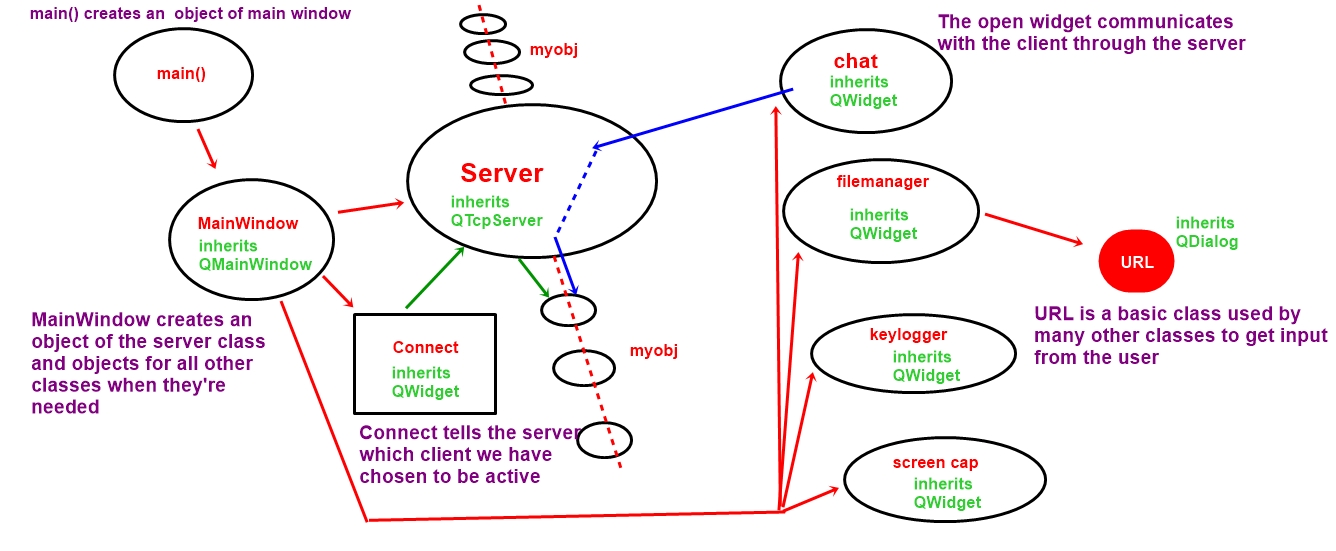 main() creates an  object of main window
main()
myobj
Server
inherits
QTcpServer
chat
inherits
QWidget
The open widget communicates
with the client through the server
MainWindow
inherits
QMainWindow
filemanager
inherits
QWidget
inherits
QDialog
URL
MainWindow creates an
object of the server class
and objects for all other
classes when they're
needed
Connect
inherits
QWidget
myobj
keylogger
inherits
QWidget
URL is a basic class used by
many other classes to get input
from the user
Connect tells the server
which client we have
chosen to be active
screen cap
inherits
QWidget